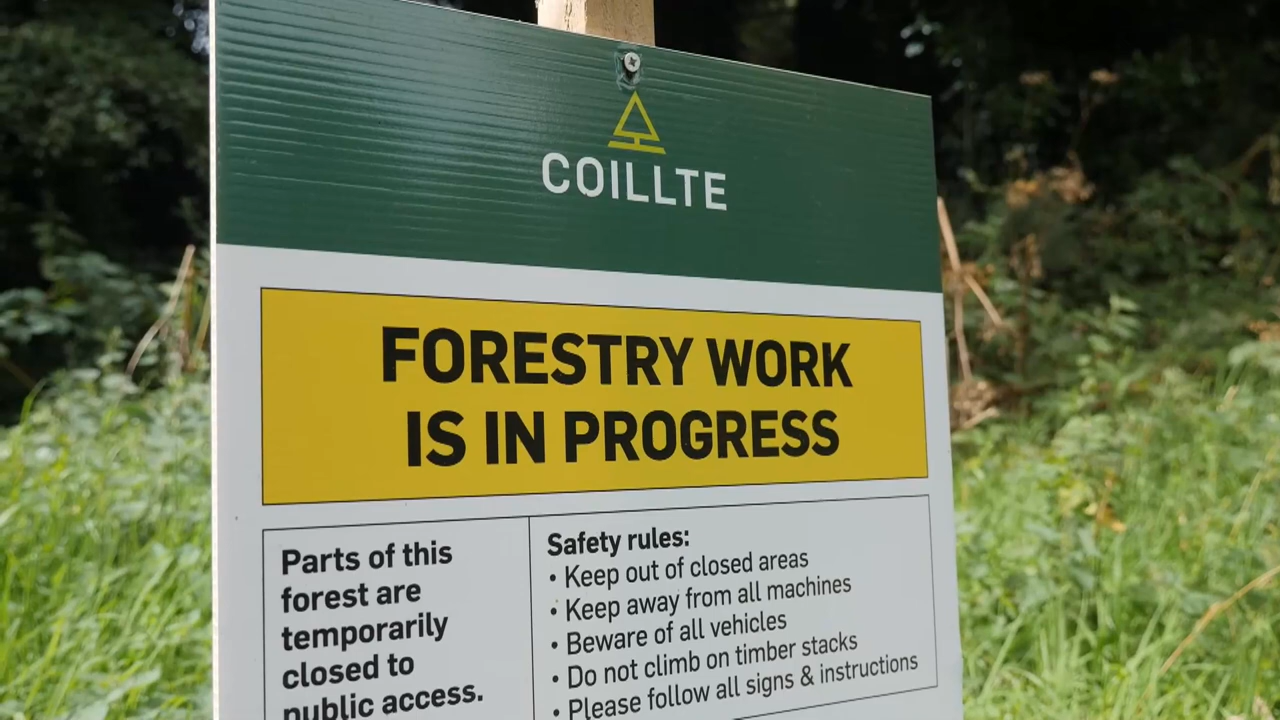 COILLTE
FORESTRY WORK
IS IN PROGRESS
Parts of this
forest are
temporarily
closed to
public access.
Safety rules:
• Keep out of closed areas
• Keep away from all machines
• Beware of all vehicles
• Do not climb on timber stacks
• Please follow all signs & instructions